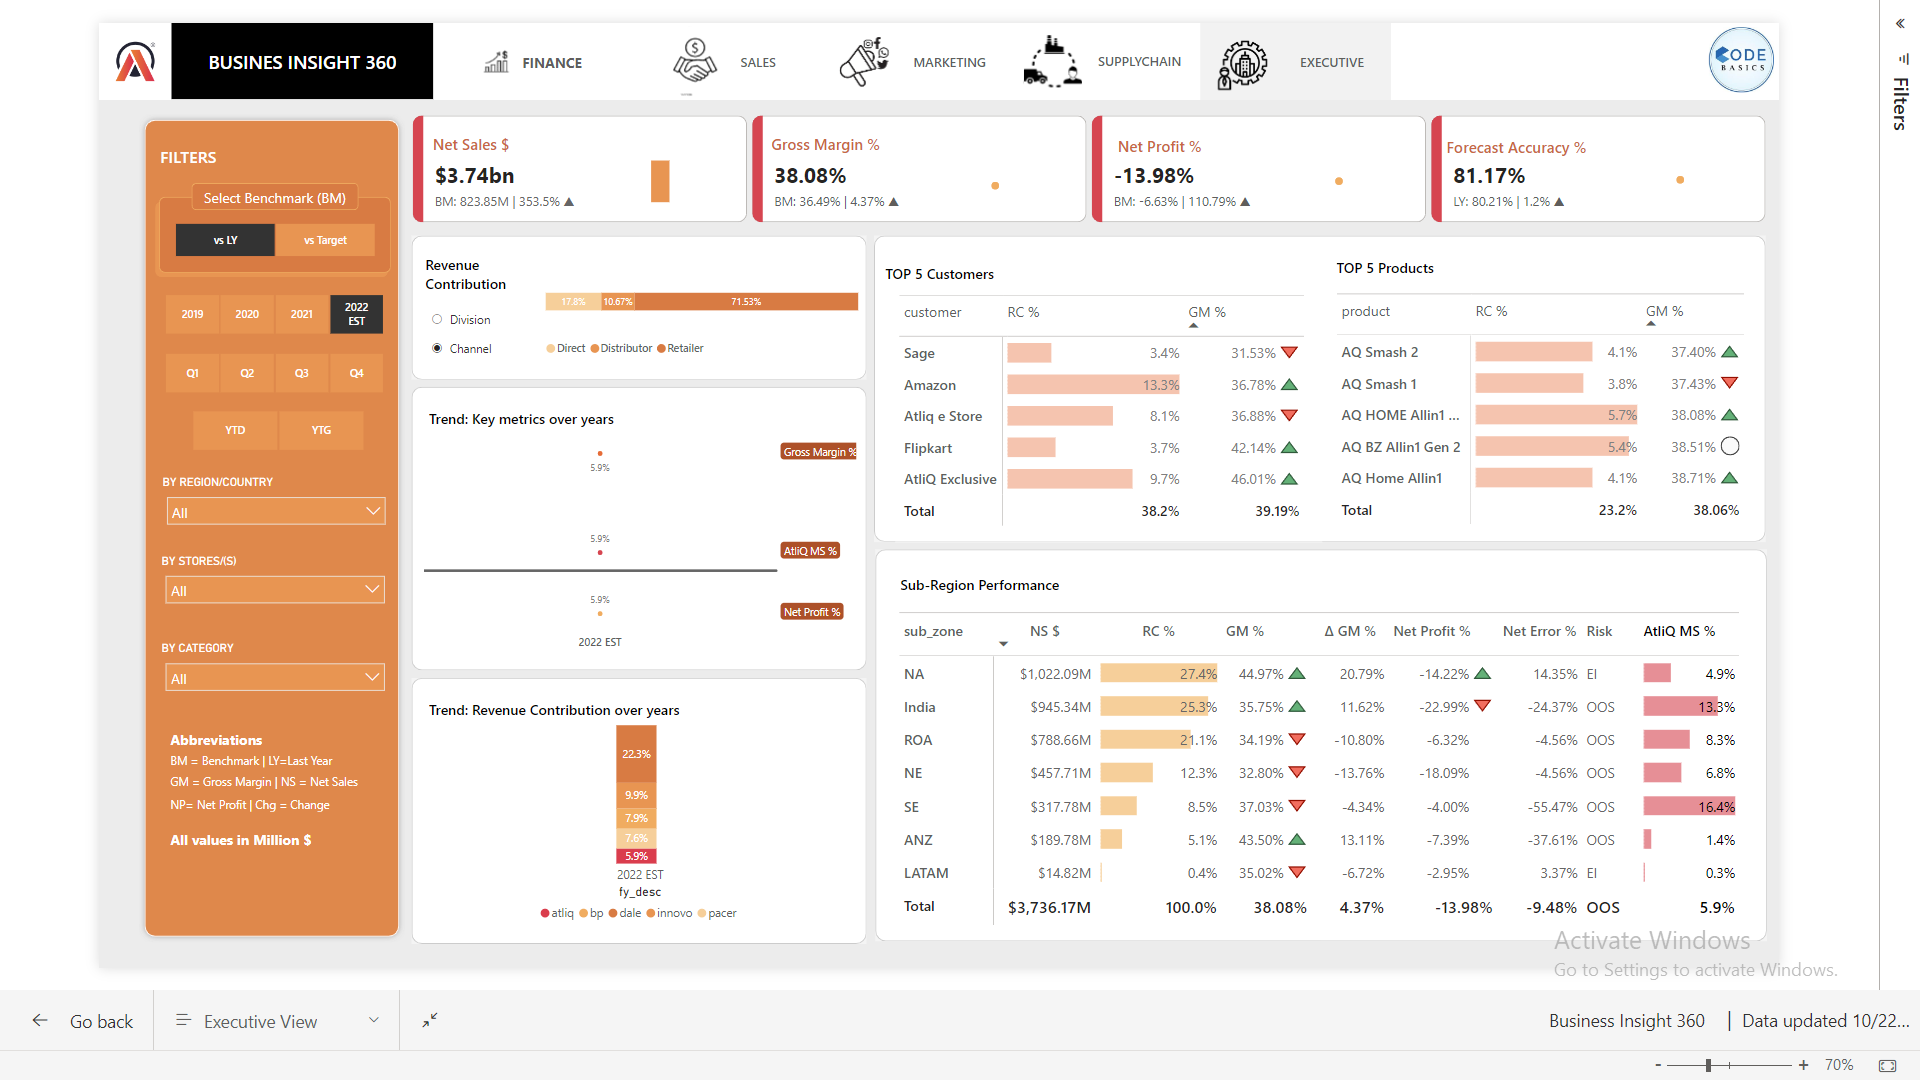 BUSINES INSIGHT 360
FINANCE
SALES
MARKETING
SUPPLYCHAIN
EXECUTIVE
CODE
BASICS
Filters
FILTERS
Select Benchmark (BM)
vs LY
vs Target
2019
2020
2021
2022
EST
Q1
Q2
Q3
Q4
YTD
YTG
BY REGION/COUNTRY
All
BY STORES/(S)
All
BY CATEGORY
All
Abbreviations
BM = Benchmark | LY=Last Year
GM = Gross Margin | NS = Net Sales
NP= Net Profit | Chg = Change
All values in Million $
Net Sales $
$3.74bn
BM: 823.85M | 353.5% ▲
Gross Margin %
38.08%
BM: 36.49% | 4.37% ▲
Net Profit %
-13.98%
BM: -6.63% | 110.79% ▲
Forecast Accuracy %
81.17%
LY: 80.21% | 1.2% ▲
Revenue
Contribution
Division
Channel
17.8% 10.67% 71.53%
Direct Distributor Retailer
Trend: Key metrics over years
Gross Margin %
5.9%
5.9%
AtliQ MS %
5.9%
Net Profit %
2022 EST
Trend: Revenue Contribution over years
22.3%
9.9%
7.9%
7.6%
5.9%
2022 EST
fy_desc
atliq bp dale innovo pacer
TOP 5 Customers
customer RC % GM %
Sage 3.4% 31.53%
Amazon 13.3% 36.78%
Atliq e Store 8.1% 36.88%
Flipkart 3.7% 42.14%
AtliQ Exclusive 9.7% 46.01%
Total 38.2% 39.19%
TOP 5 Products
product RC % GM %
AQ Smash 2 4.1% 37.40%
AQ Smash 1 3.8% 37.43%
AQ HOME Allin1 ... 5.7% 38.08%
AQ BZ Allin1 Gen 2 5.4% 38.51%
AQ Home Allin1 4.1% 38.71%
Total 23.2% 38.06%
Sub-Region Performance
sub_zone NS $ RC % GM % Δ GM % Net Profit % Net Error % Risk AtliQ MS %
NA $1,022.09M 27.4% 44.97% 20.79% -14.22% 14.35% EI 4.9%
India $945.34M 25.3% 35.75% 11.62% -22.99% -24.37% OOS 13.3%
ROA $788.66M 21.1% 34.19% -10.80% -6.32% -4.56% OOS 8.3%
NE $457.71M 12.3% 32.80% -13.76% -18.09% -4.56% OOS 6.8%
SE $317.78M 8.5% 37.03% -4.34% -4.00% -55.47% OOS 16.4%
ANZ $189.78M 5.1% 43.50% 13.11% -7.39% -37.61% OOS 1.4%
LATAM $14.82M 0.4% 35.02% -6.72% -2.95% 3.37% EI 0.3%
Total $3,736.17M 100.0% 38.08% 4.37% -13.98% -9.48% OOS 5.9%
Activate Windows
Go to Settings to activate Windows.
Go back
Executive View
Business Insight 360 | Data updated 10/22...
- + 70%